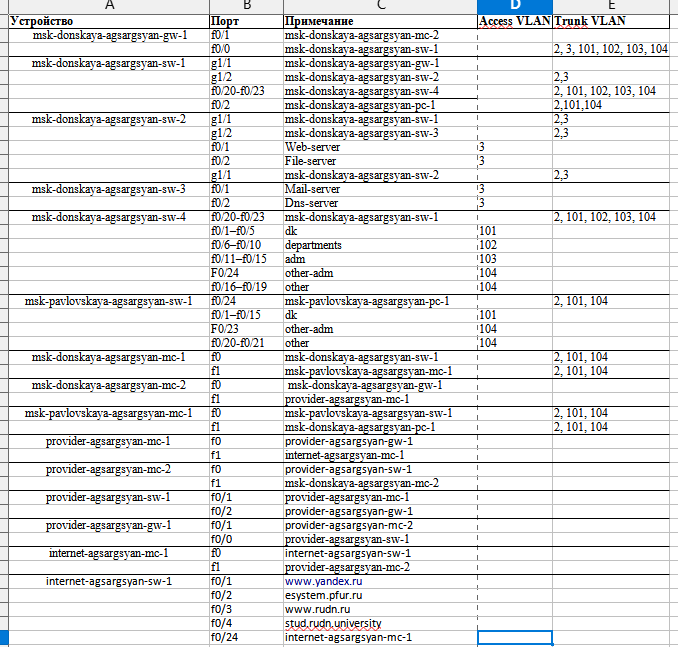 A B C D E
Устройство Порт Примечание Access VLAN Trunk VLAN
msk-donskaya-agsargsyan-gw-1 f0/1 msk-donskaya-agsargsyan-mc-2
f0/0 msk-donskaya-agsargsyan-sw-1 2, 3, 101, 102, 103, 104
msk-donskaya-agsargsyan-sw-1 g1/1 msk-donskaya-agsargsyan-gw-1
g1/2 msk-donskaya-agsargsyan-sw-2 2,3
f0/20-f0/23 msk-donskaya-agsargsyan-sw-4 2, 101, 102, 103, 104
f0/2 msk-donskaya-agsargsyan-pc-1 2,101,104
msk-donskaya-agsargsyan-sw-2 g1/1 msk-donskaya-agsargsyan-sw-1 2,3
g1/2 msk-donskaya-agsargsyan-sw-3 2,3
f0/1 Web-server 3
f0/2 File-server 3
g1/1 msk-donskaya-agsargsyan-sw-2 2,3
msk-donskaya-agsargsyan-sw-3 f0/1 Mail-server 3
f0/2 Dns-server 3
msk-donskaya-agsargsyan-sw-4 f0/20-f0/23 msk-donskaya-agsargsyan-sw-1 2, 101, 102, 103, 104
f0/1–f0/5 dk 101
f0/6–f0/10 departments 102
f0/11–f0/15 adm 103
F0/24 other-adm 104
f0/16–f0/19 other 104
msk-pavlovskaya-agsargsyan-sw-1 f0/24 msk-pavlovskaya-agsargsyan-pc-1 2, 101, 104
f0/1–f0/15 dk 101
F0/23 other-adm 104
f0/20-f0/21 other 104
msk-donskaya-agsargsyan-mc-1 f0 msk-donskaya-agsargsyan-sw-1 2, 101, 104
f1 msk-pavlovskaya-agsargsyan-mc-1 2, 101, 104
msk-donskaya-agsargsyan-mc-2 f0 msk-donskaya-agsargsyan-gw-1
f1 provider-agsargsyan-mc-1
msk-pavlovskaya-agsargsyan-mc-1 f0 msk-pavlovskaya-agsargsyan-sw-1 2, 101, 104
f1 msk-donskaya-agsargsyan-pc-1 2, 101, 104
provider-agsargsyan-mc-1 f0 provider-agsargsyan-gw-1
f1 internet-agsargsyan-mc-1
provider-agsargsyan-mc-2 f0 provider-agsargsyan-sw-1
f1 msk-donskaya-agsargsyan-mc-2
provider-agsargsyan-sw-1 f0/1 provider-agsargsyan-mc-1
f0/2 provider-agsargsyan-gw-1
provider-agsargsyan-gw-1 f0/1 provider-agsargsyan-mc-2
f0/0 provider-agsargsyan-sw-1
internet-agsargsyan-mc-1 f0 internet-agsargsyan-sw-1
f1 provider-agsargsyan-mc-2
internet-agsargsyan-sw-1 f0/1 www.yandex.ru
f0/2 esystem.pfur.ru
f0/3 www.rudn.ru
f0/4 stud.rudn.university
f0/24 internet-agsargsyan-mc-1